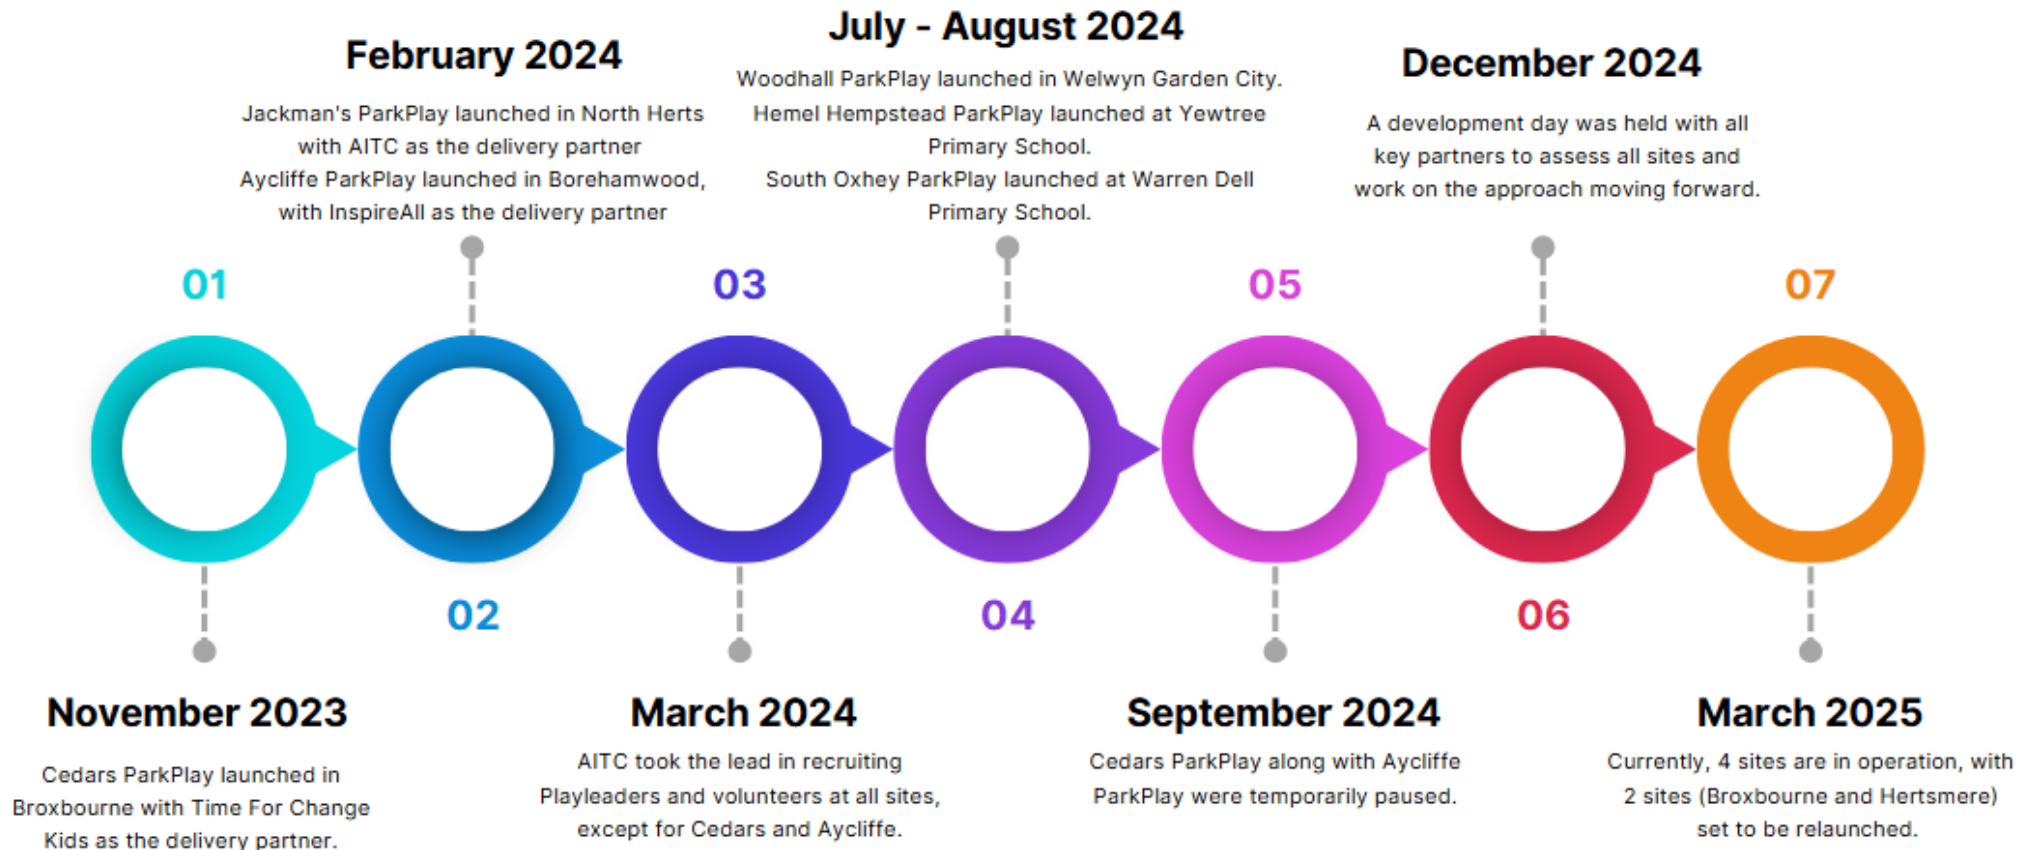 February 2024
Jackman's ParkPlay launched in North Herts
with AITC as the delivery partner
Aycliffe ParkPlay launched in Borehamwood,
with InspireAll as the delivery partner
July - August 2024
Woodhall ParkPlay launched in Welwyn Garden City.
Hemel Hempstead ParkPlay launched at Yewtree
Primary School.
South Oxhey ParkPlay launched at Warren Dell
Primary School.
December 2024
A development day was held with all
key partners to assess all sites and
work on the approach moving forward.
01
03
05
07
02
04
06
November 2023
Cedars ParkPlay launched in
Broxbourne with Time For Change
Kids as the delivery partner.
March 2024
AITC took the lead in recruiting
Playleaders and volunteers at all sites,
except for Cedars and Aycliffe.
September 2024
Cedars ParkPlay along with Aycliffe
ParkPlay were temporarily paused.
March 2025
Currently, 4 sites are in operation, with
2 sites (Broxbourne and Hertsmere)
set to be relaunched.